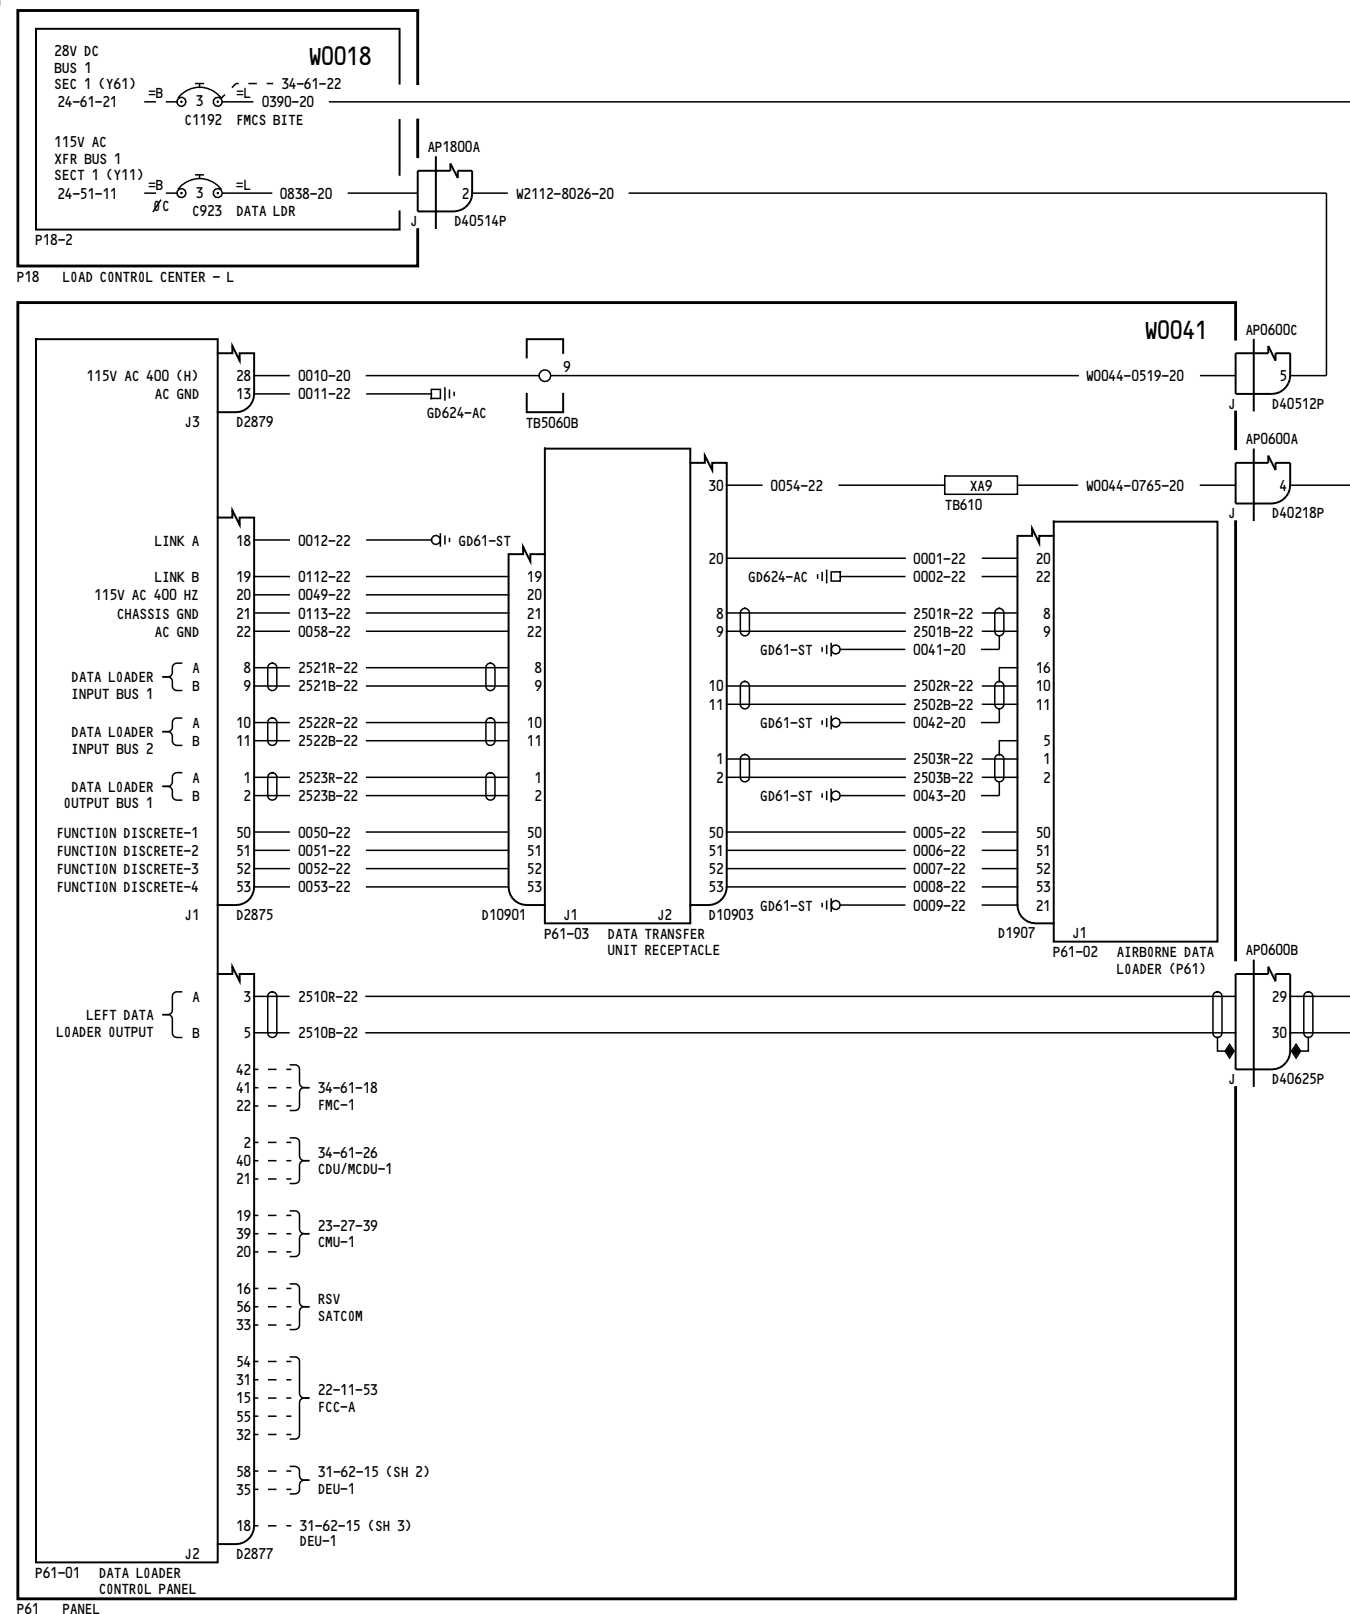 28V DC
BUS 1
SEC 1 (Y61)
24-61-21
=B
3
=L
34-61-22
0390-20
C1192 FMCS BITE
W0018
115V AC
XFR BUS 1
SECT 1 (Y11)
24-51-11
=B
3
=L
0838-20
ØC
C923 DATA LDR
P18-2
P18 LOAD CONTROL CENTER - L
AP1800A
2
W2112-8026-20
J
D40514P
W0041
AP0600C
115V AC 400 (H) 28 0010-20 9 W0044-0519-20 5
AC GND 13 0011-22 GD624-AC
J3 D2879 TB5060B
J D40512P
AP0600A
30 0054-22 XA9 W0044-0765-20 4
TB610
J D40218P
LINK A 18 0012-22 GD61-ST
LINK B 19 0112-22 19
115V AC 400 HZ 20 0049-22 20
CHASSIS GND 21 0113-22 21
AC GND 22 0058-22 22
DATA LOADER INPUT BUS 1
A 8 2521R-22 8
B 9 2521B-22 9
DATA LOADER INPUT BUS 2
A 10 2522R-22 10
B 11 2522B-22 11
DATA LOADER OUTPUT BUS 1
A 1 2523R-22 1
B 2 2523B-22 2
FUNCTION DISCRETE-1 50 0050-22 50
FUNCTION DISCRETE-2 51 0051-22 51
FUNCTION DISCRETE-3 52 0052-22 52
FUNCTION DISCRETE-4 53 0053-22 53
J1 D2875
D10901 J1 J2 D10903
P61-03 DATA TRANSFER
UNIT RECEPTACLE
20 0001-22 20
GD624-AC 0002-22 22
8 2501R-22 8
9 2501B-22 9
GD61-ST 0041-20 16
10 2502R-22 10
11 2502B-22 11
GD61-ST 0042-20 5
1 2503R-22 1
2 2503B-22 2
GD61-ST 0043-20
50 0005-22 50
51 0006-22 51
52 0007-22 52
53 0008-22 53
GD61-ST 0009-22 21
D1907 J1
P61-02 AIRBORNE DATA
LOADER (P61)
AP0600B
LEFT DATA
LOADER OUTPUT
A 3 2510R-22 29
B 5 2510B-22 30
J D40625P
42
41 34-61-18
22 FMC-1
2
40 34-61-26
21 CDU/MCDU-1
19
39 23-27-39
20 CMU-1
16
56 RSV
33 SATCOM
54
31
15 22-11-53
55 FCC-A
32
58 31-62-15 (SH 2)
35 DEU-1
18 31-62-15 (SH 3)
DEU-1
J2 D2877
P61-01 DATA LOADER
CONTROL PANEL
P61 PANEL